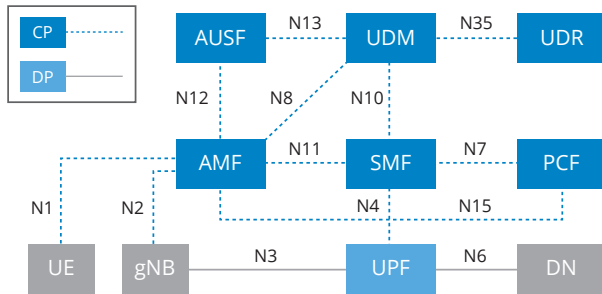 CP
DP
N13
N35
AUSF
UDM
UDR
N12
N8
N10
N11
N7
AMF
SMF
PCF
N1
N2
N4
N15
N3
N6
UE
gNB
UPF
DN